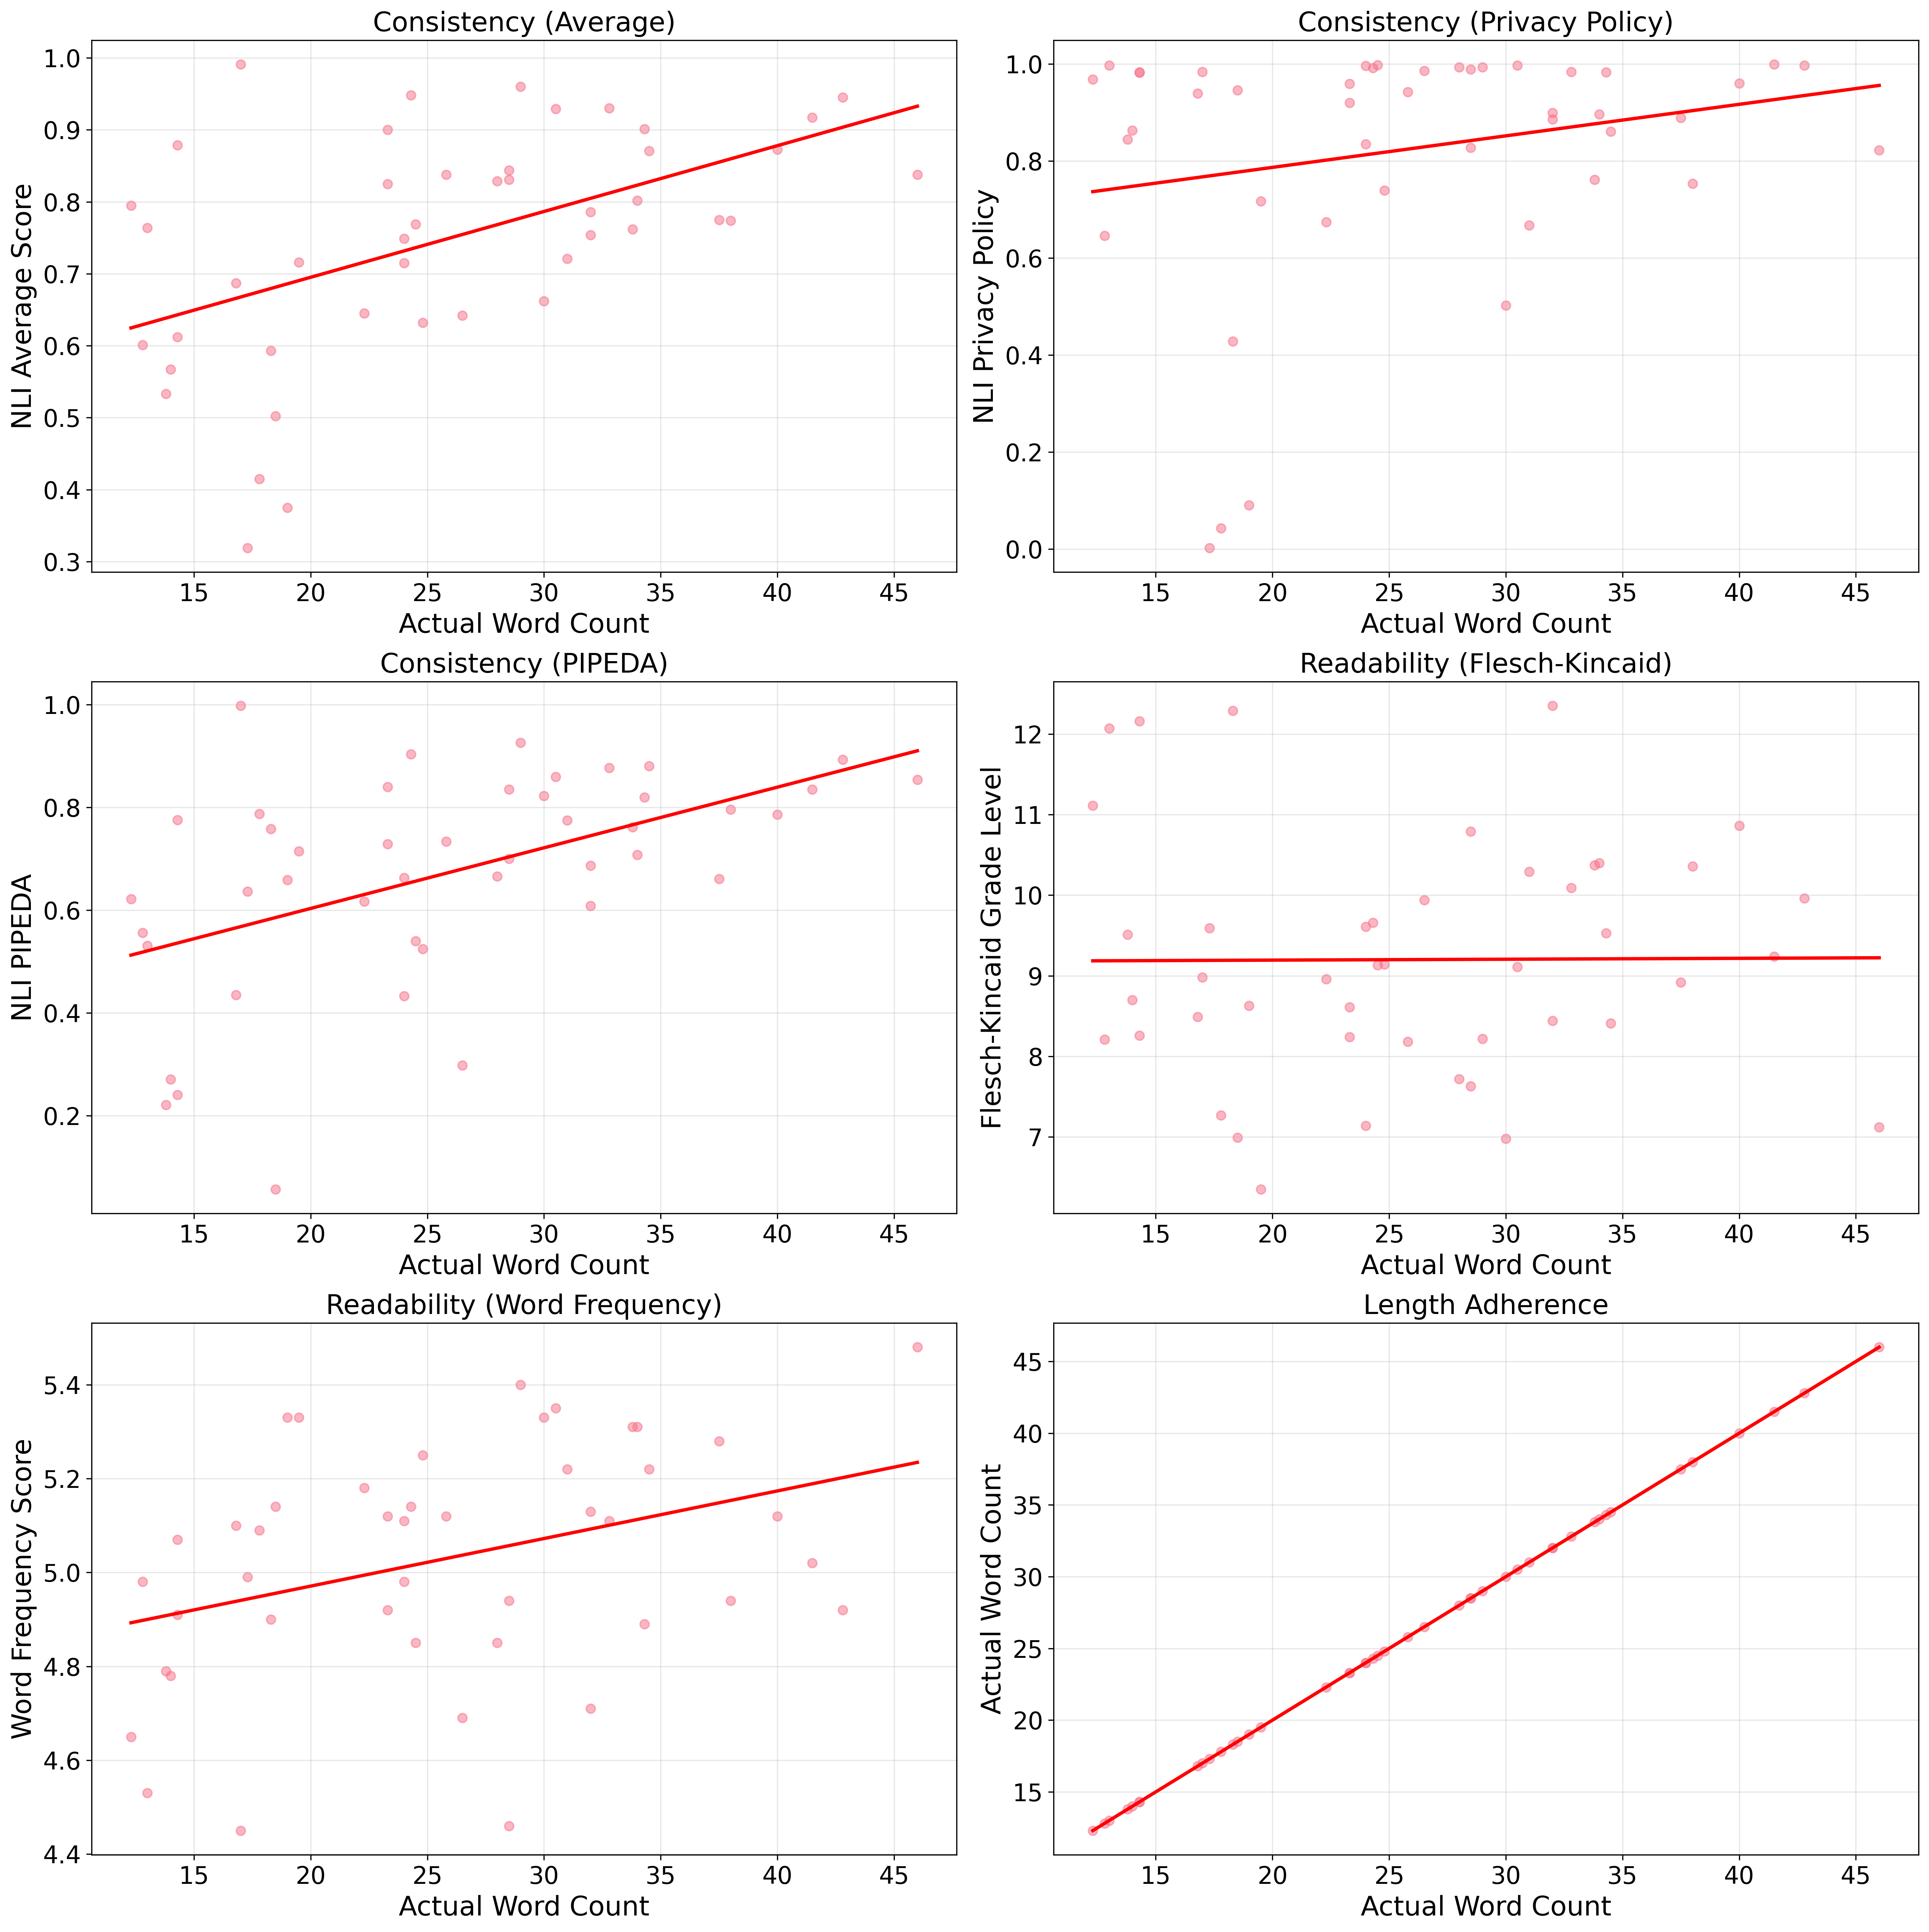 Consistency (Average)
NLI Average Score
1.0
0.9
0.8
0.7
0.6
0.5
0.4
0.3
15 20 25 30 35 40 45
Actual Word Count
Consistency (Privacy Policy)
NLI Privacy Policy
1.0
0.8
0.6
0.4
0.2
0.0
15 20 25 30 35 40 45
Actual Word Count
Consistency (PIPEDA)
NLI PIPEDA
1.0
0.8
0.6
0.4
0.2
15 20 25 30 35 40 45
Actual Word Count
Readability (Flesch-Kincaid)
Flesch-Kincaid Grade Level
12
11
10
9
8
7
15 20 25 30 35 40 45
Actual Word Count
Readability (Word Frequency)
Word Frequency Score
5.4
5.2
5.0
4.8
4.6
4.4
15 20 25 30 35 40 45
Actual Word Count
Length Adherence
Actual Word Count
45
40
35
30
25
20
15
15 20 25 30 35 40 45
Actual Word Count